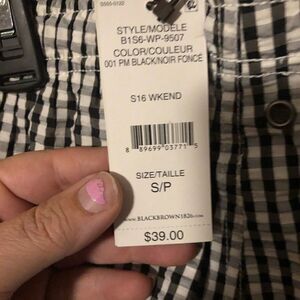 STYLE/MODELE
B1S6-WP-9507
COLOR/COULEUR
001 PM BLACK/NOIR FONCE
S16 WKEND
8 89699 03771 5
SIZE/TAILLE
S/P
WWW.BLACKBROWN1826.COM
$39.00